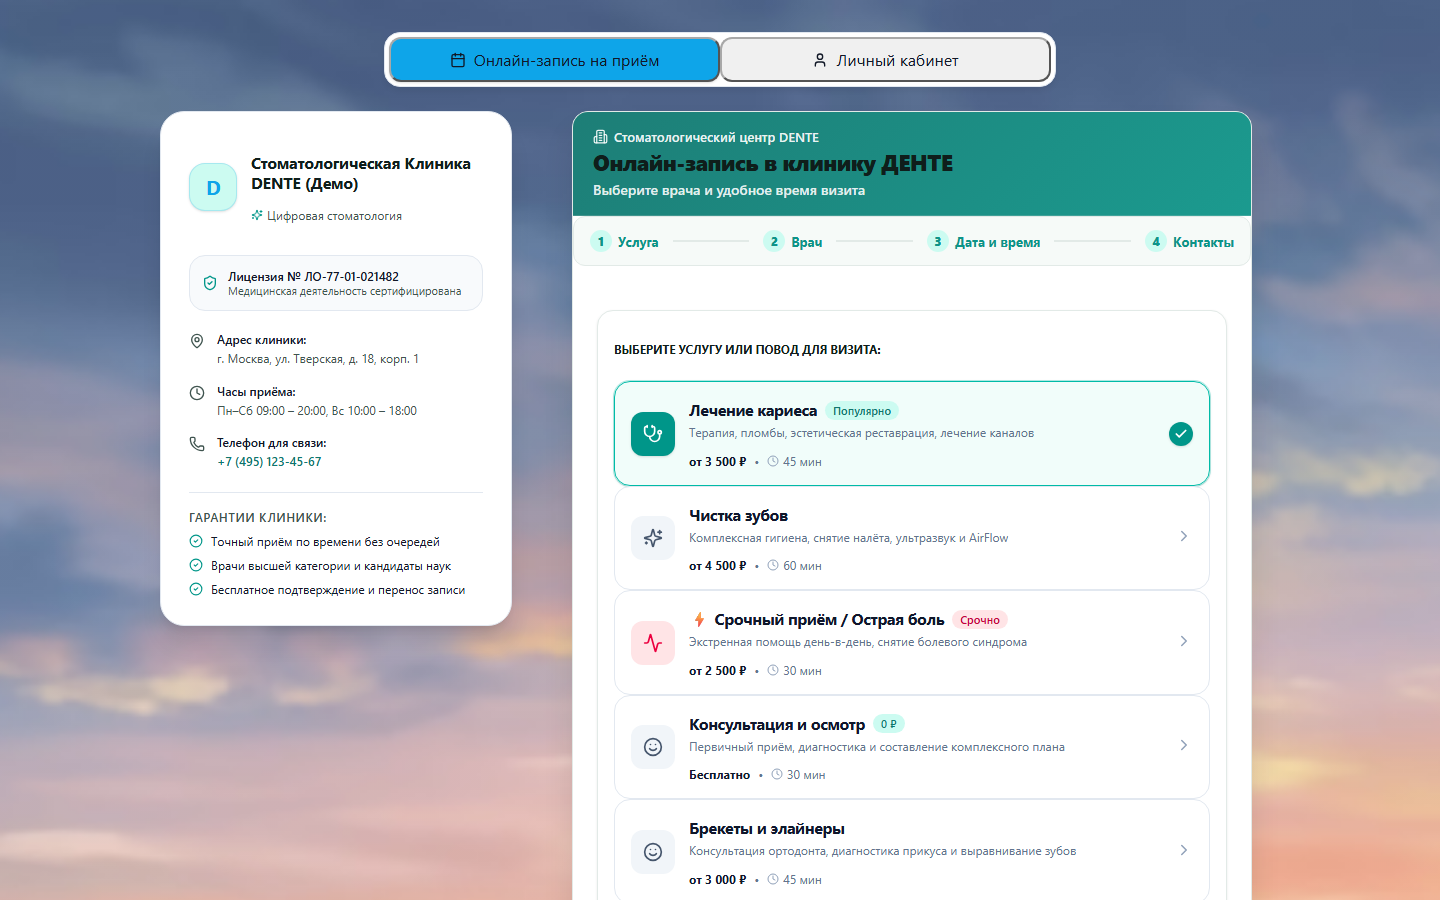 Онлайн-запись на приём
Личный кабинет
D
Стоматологическая Клиника
DENTE (Демо)
Цифровая стоматология
Лицензия № ЛО-77-01-021482
Медицинская деятельность сертифицирована
Адрес клиники:
г. Москва, ул. Тверская, д. 18, корп. 1
Часы приёма:
Пн–Сб 09:00 – 20:00, Вс 10:00 – 18:00
Телефон для связи:
+7 (495) 123-45-67
ГАРАНТИИ КЛИНИКИ:
Точный приём по времени без очередей
Врачи высшей категории и кандидаты наук
Бесплатное подтверждение и перенос записи
Стоматологический центр DENTE
Онлайн-запись в клинику ДЕНТЕ
Выберите врача и удобное время визита
1 Услуга 2 Врач 3 Дата и время 4 Контакты
ВЫБЕРИТЕ УСЛУГУ ИЛИ ПОВОД ДЛЯ ВИЗИТА:
Лечение кариеса Популярно
Терапия, пломбы, эстетическая реставрация, лечение каналов
от 3 500 ₽ • 45 мин
Чистка зубов
Комплексная гигиена, снятие налёта, ультразвук и AirFlow
от 4 500 ₽ • 60 мин
Срочный приём / Острая боль Срочно
Экстренная помощь день-в-день, снятие болевого синдрома
от 2 500 ₽ • 30 мин
Консультация и осмотр 0 ₽
Первичный приём, диагностика и составление комплексного плана
Бесплатно • 30 мин
Брекеты и элайнеры
Консультация ортодонта, диагностика прикуса и выравнивание зубов
от 3 000 ₽ • 45 мин